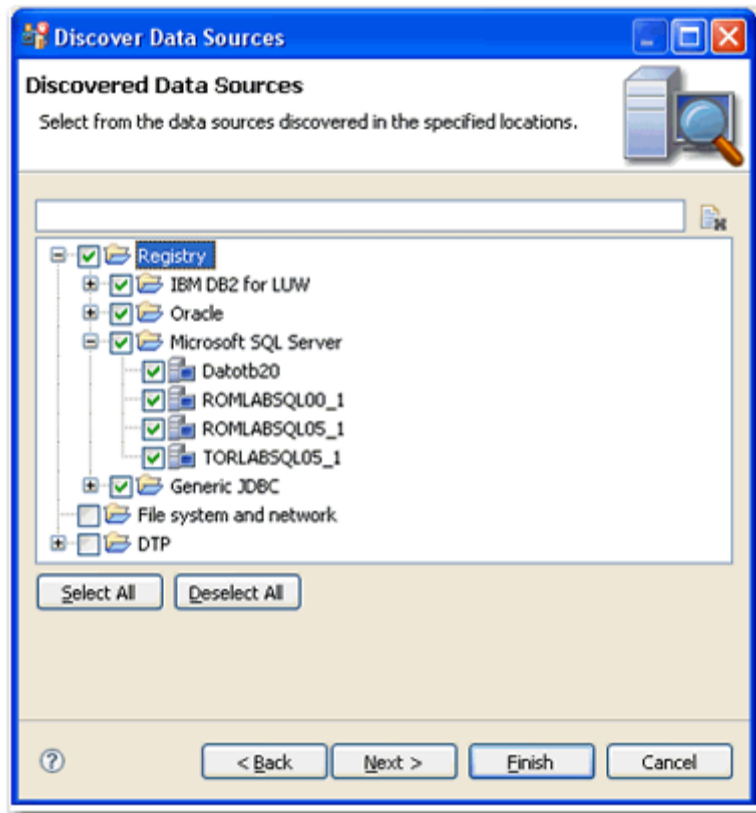 Discover Data Sources
Discovered Data Sources
Select from the data sources discovered in the specified locations.
Registry
IBM DB2 for LUW
Oracle
Microsoft SQL Server
Datotb20
ROMLABSQL00_1
ROMLABSQL05_1
TORLABSQL05_1
Generic JDBC
File system and network
DTP
Select All Deselect All
? < Back Next > Finish Cancel